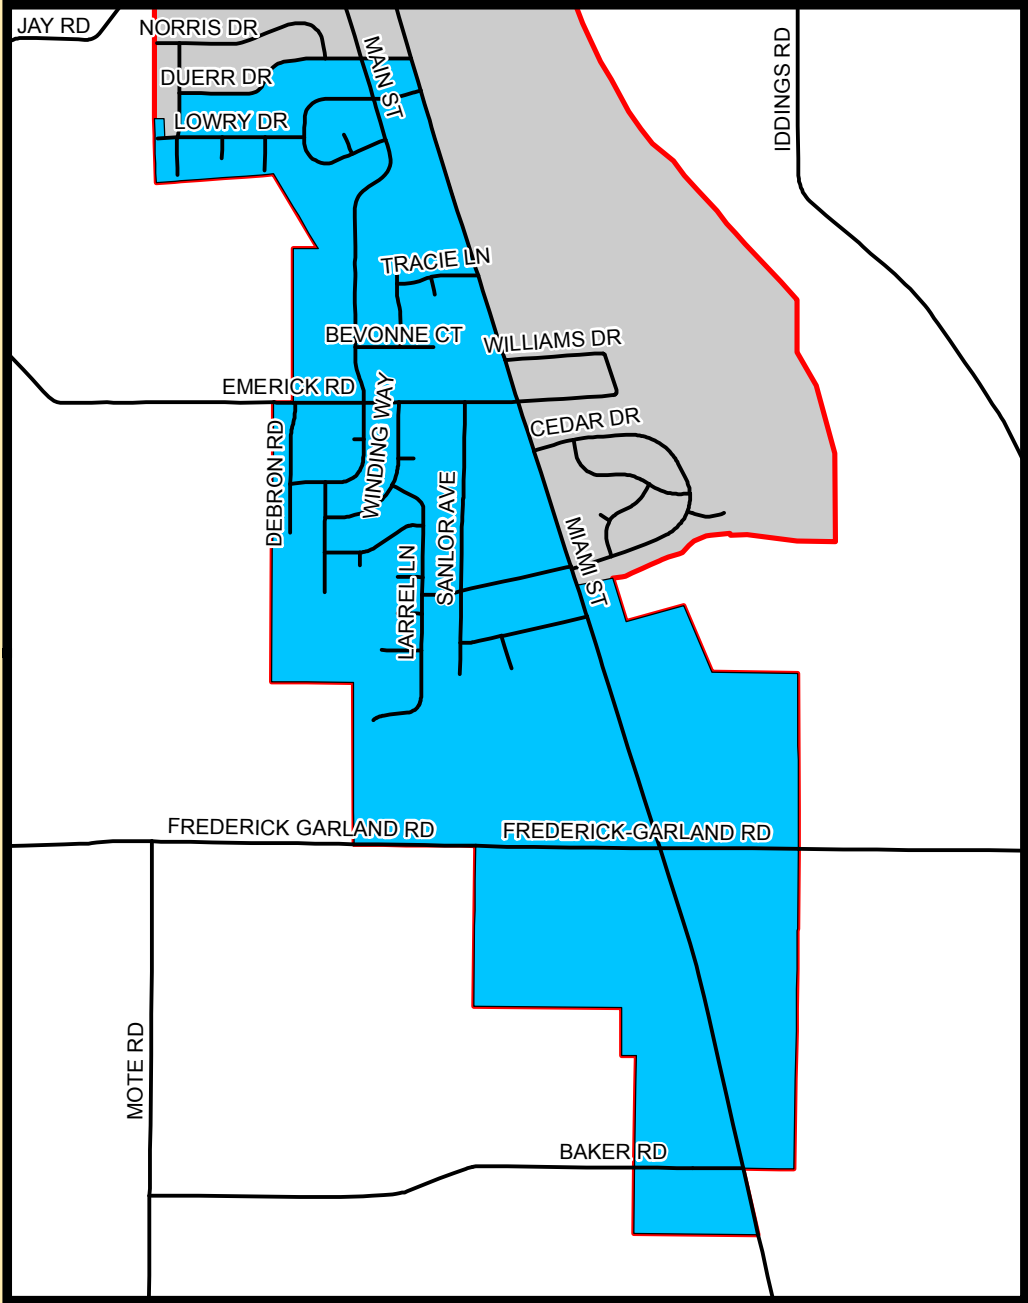 JAY RD
NORRIS DR
IDDINGS RD
MAIN ST
DUERR DR
LOWRY DR
TRACIE LN
BEVONNE CT
WILLIAMS DR
EMERICK RD
WINDING WAY
CEDAR DR
DEBRON RD
SANLOR AVE
MIAMI ST
LARREL LN
FREDERICK GARLAND RD
FREDERICK-GARLAND RD
MOTE RD
BAKER RD